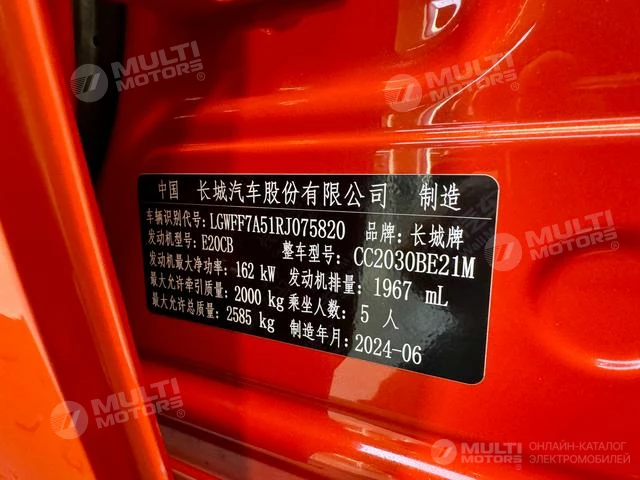 MULTI
MOTORS
MULTI
MOTORS
中国 长城汽车股份有限公司 制造
车辆识别代号: LGWFF7A51RJ075820 品牌: 长城牌
发动机型号: E20CB 整车型号: CC2030BE21M
发动机最大净功率: 162 kW 发动机排量: 1967 mL
最大允许牵引质量: 2000 kg 乘坐人数: 5 人
最大允许总质量: 2585 kg 制造年月: 2024-06
MULTI
MOTORS
MULTI
MOTORS
ОНЛАЙН-КАТАЛОГ
ЭЛЕКТРОМОБИЛЕЙ